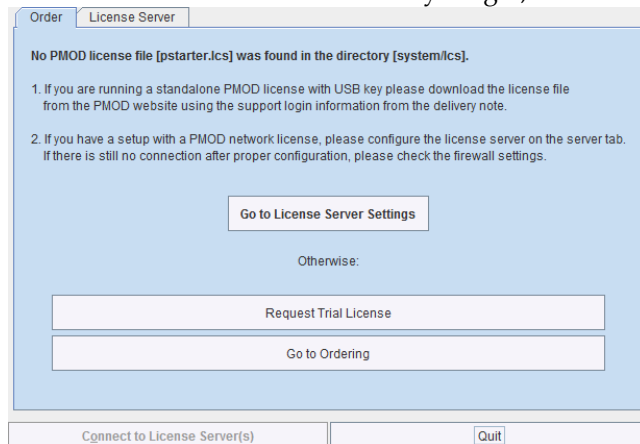 Order License Server
No PMOD license file [pstarter.lcs] was found in the directory [system/lcs].
1. If you are running a standalone PMOD license with USB key please download the license file
from the PMOD website using the support login information from the delivery note.
2. If you have a setup with a PMOD network license, please configure the license server on the server tab.
If there is still no connection after proper configuration, please check the firewall settings.
Go to License Server Settings
Otherwise:
Request Trial License
Go to Ordering
Connect to License Server(s) Quit